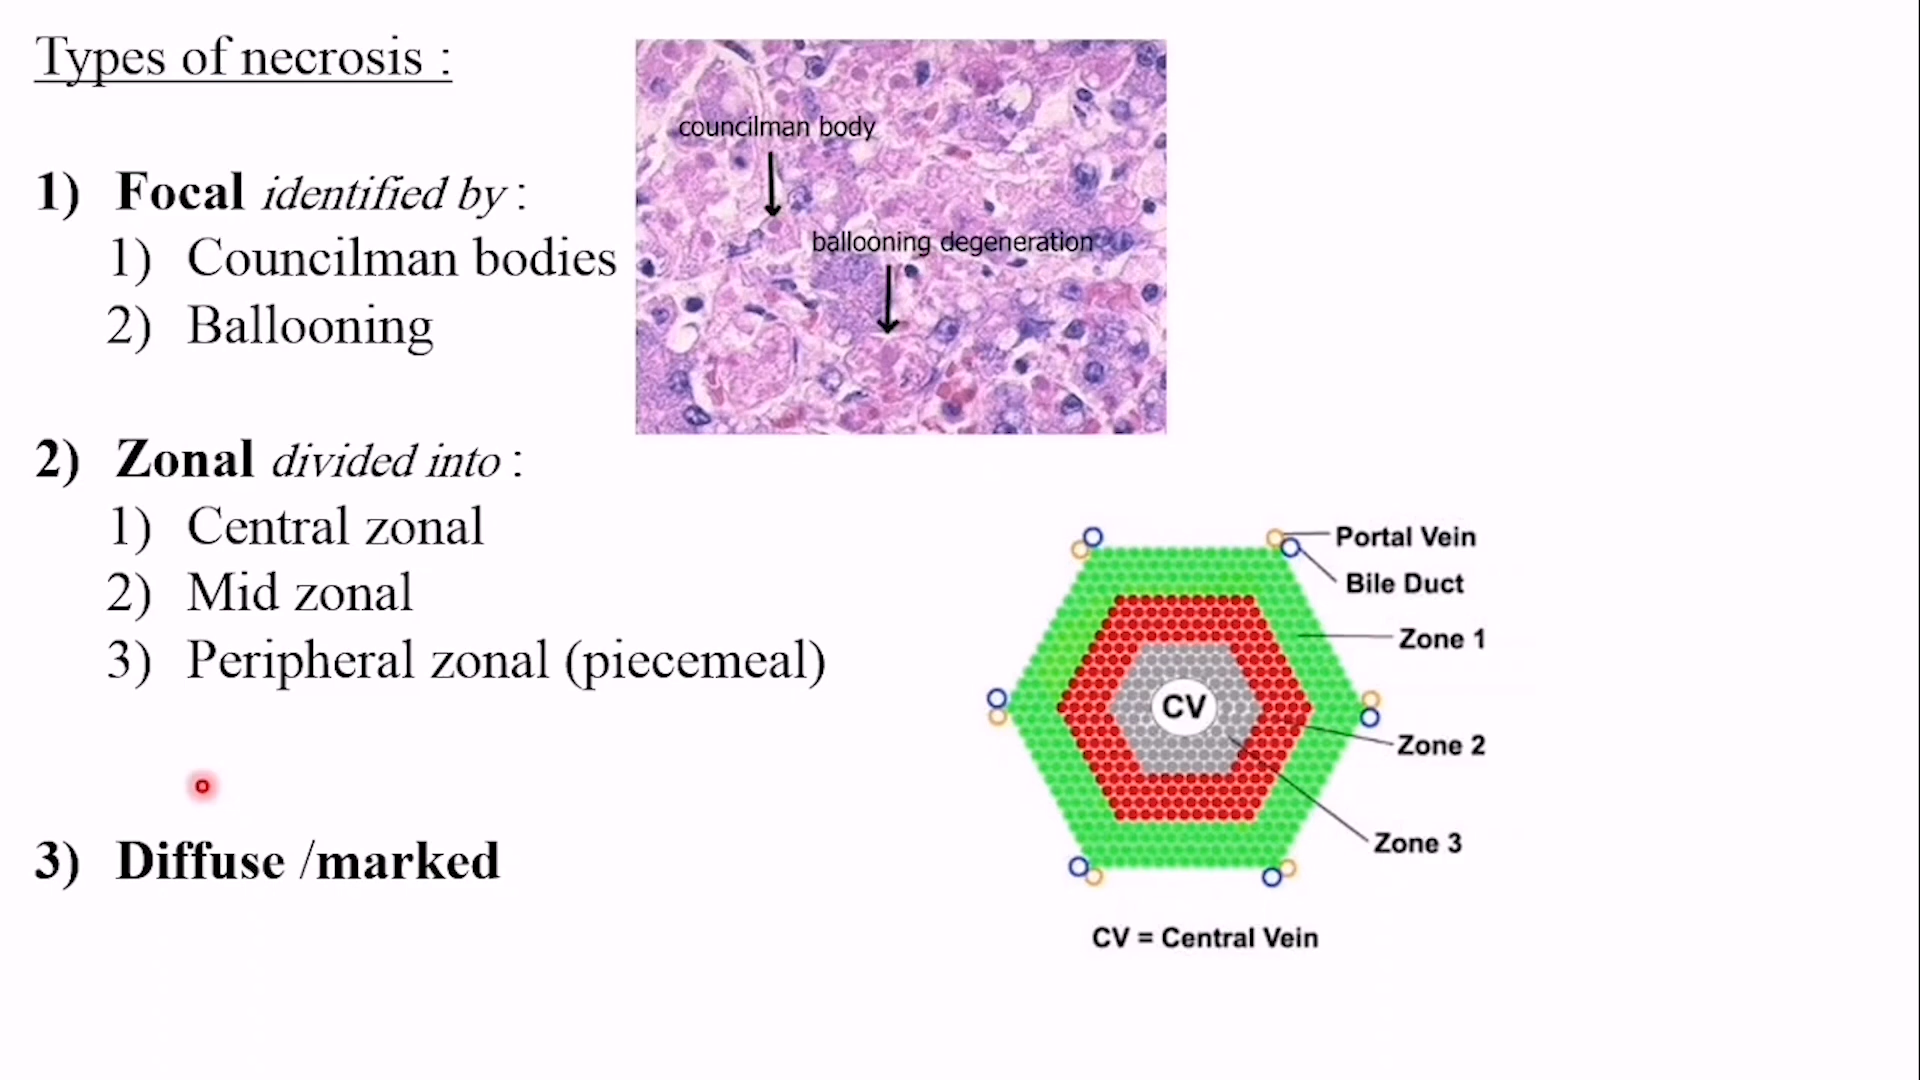 Types of necrosis :
1) Focal identified by :
1) Councilman bodies
2) Ballooning
councilman body
ballooning degeneration
2) Zonal divided into :
1) Central zonal
2) Mid zonal
3) Peripheral zonal (piecemeal)
3) Diffuse /marked
Portal Vein
Bile Duct
Zone 1
CV
Zone 2
Zone 3
CV = Central Vein